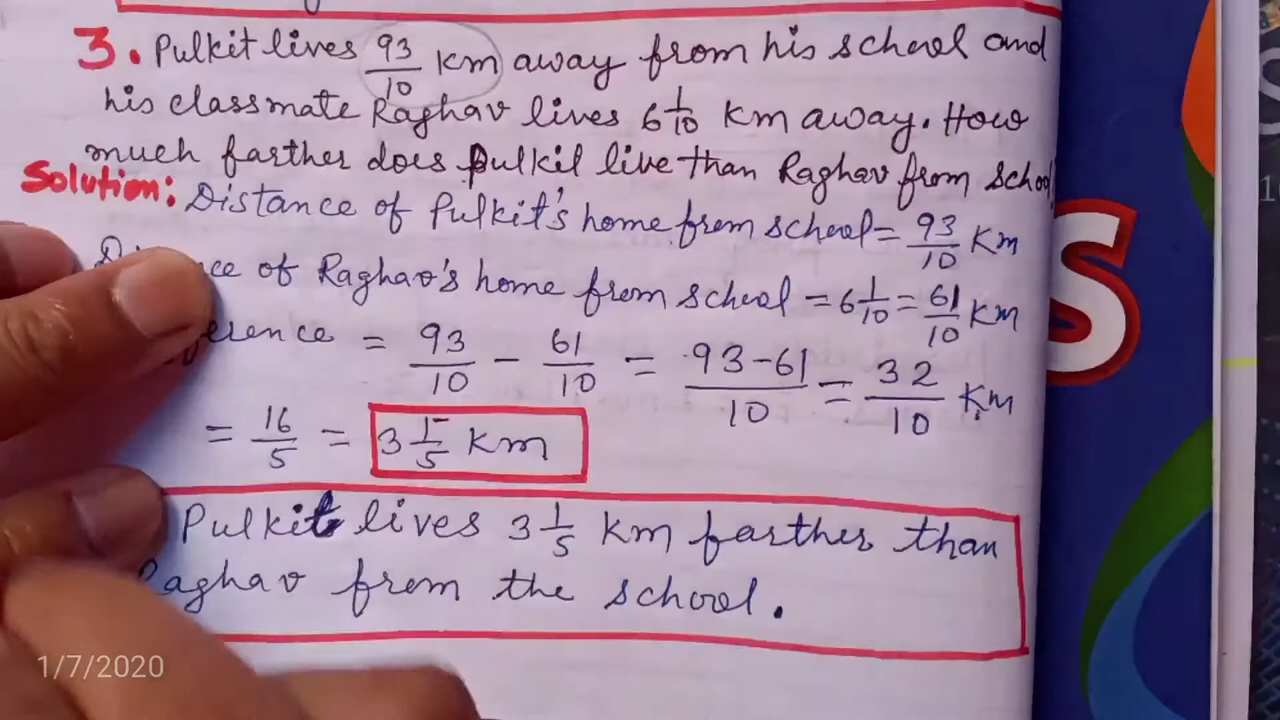 3. Pulkit lives 93/10 km away from his school and
his classmate Raghav lives 6 1/10 km away. How
much farther does Pulkit live than Raghav from school
Solution: Distance of Pulkit's home from school = 93/10 Km
ce of Raghav's home from school = 6 1/10 = 61/10 Km
erence = 93/10 - 61/10 = 93-61/10 = 32/10 Km
= 16/5 = 3 1/5 Km
Pulkit lives 3 1/5 Km farther than
Raghav from the school.
S
1/7/2020